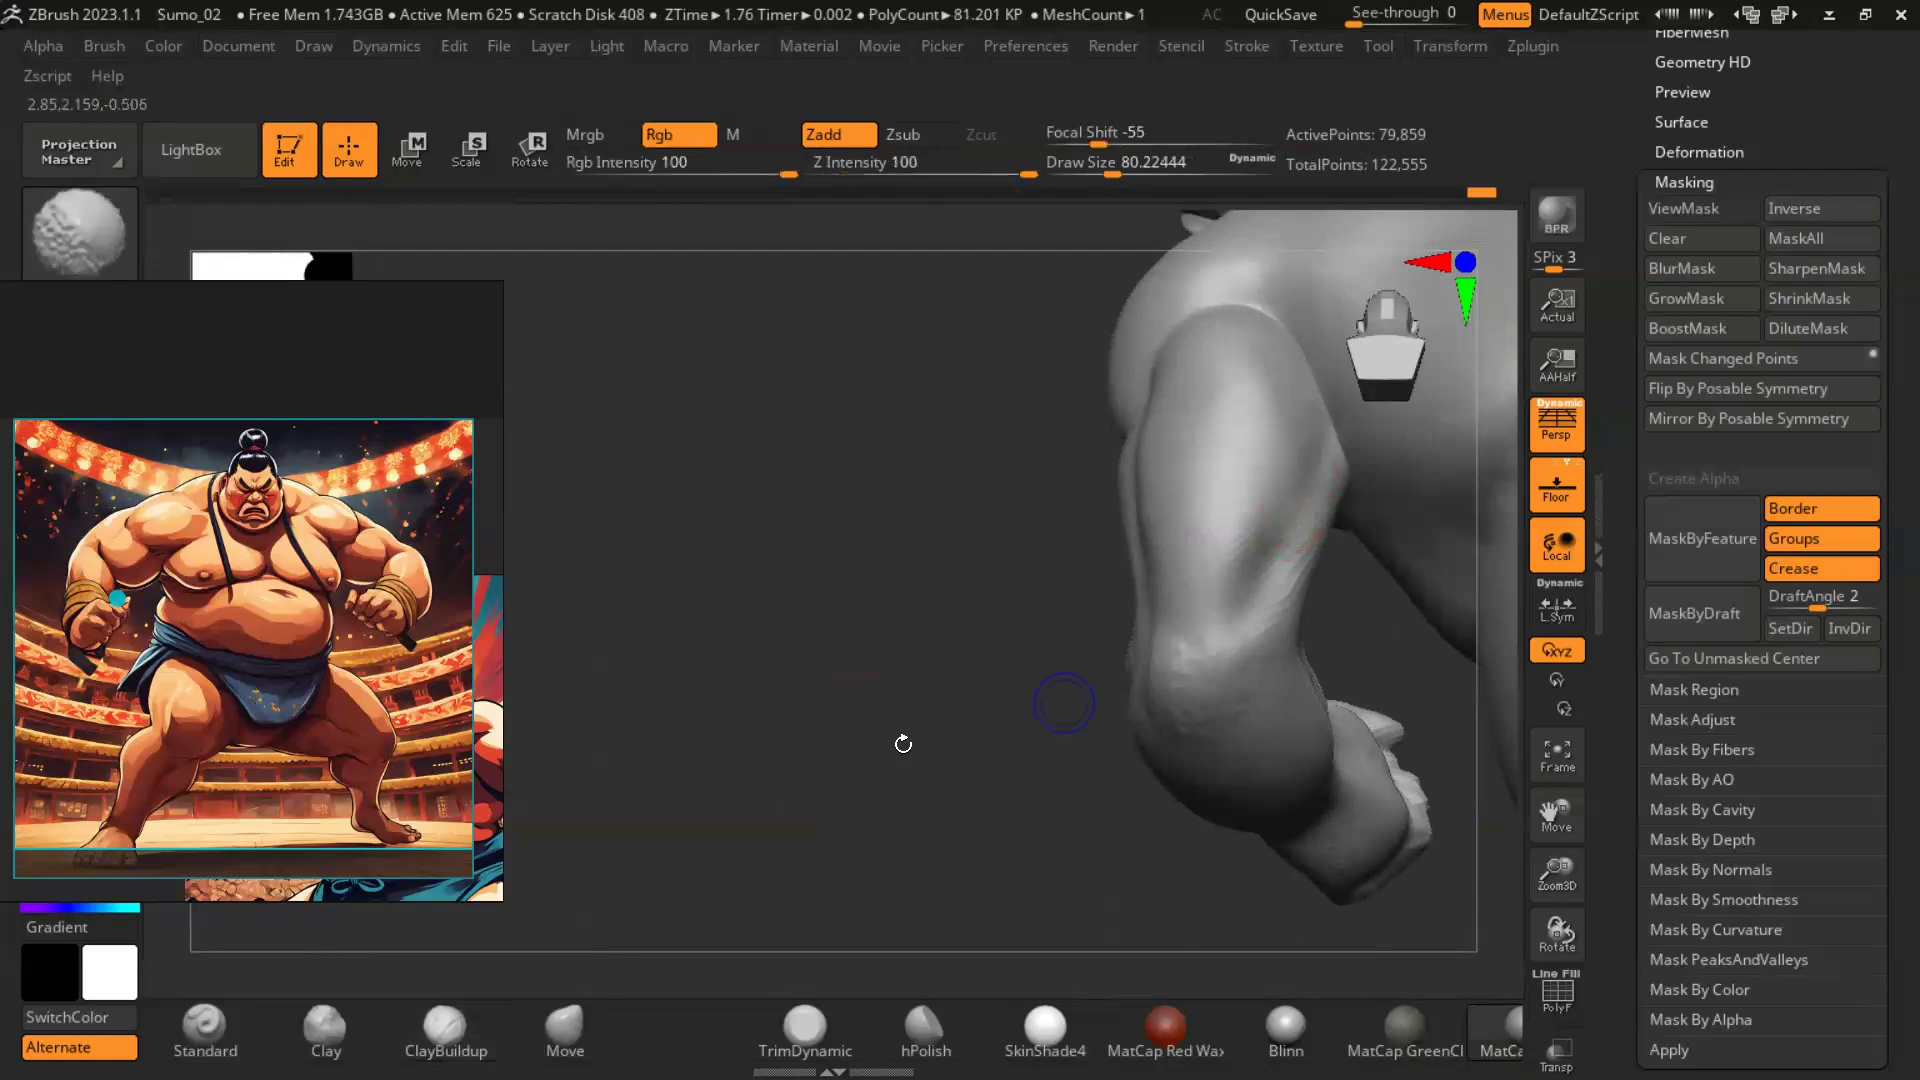 ZBrush 2023.1.1 Sumo_02 • Free Mem 1.743GB • Active Mem 625 • Scratch Disk 408 • ZTime►1.76 Timer►0.002 • PolyCount►81.201 KP • MeshCount►1 AC QuickSave See-through 0 Menus DefaultZScript
Alpha Brush Color Document Draw Dynamics Edit File Layer Light Macro Marker Material Movie Picker Preferences Render Stencil Stroke Texture Tool Transform Zplugin
Zscript Help
2.85,2.159,-0.506
Projection Master
LightBox
Edit
Draw
Move
Scale
Rotate
Mrgb Rgb M
Rgb Intensity 100
Zadd Zsub Zcut
Z Intensity 100
Focal Shift -55
Draw Size 80.22444 Dynamic
ActivePoints: 79,859
TotalPoints: 122,555
BPR
SPix 3
Actual
AAHalf
Dynamic
Persp
Floor
Local
Dynamic
L.Sym
XYZ
Frame
Move
Zoom3D
Rotate
Line Fill
PolyF
Transp
FiberMesh
Geometry HD
Preview
Surface
Deformation
Masking
ViewMask Inverse
Clear MaskAll
BlurMask SharpenMask
GrowMask ShrinkMask
BoostMask DiluteMask
Mask Changed Points
Flip By Posable Symmetry
Mirror By Posable Symmetry
Create Alpha
MaskByFeature
Border
Groups
Crease
MaskByDraft
DraftAngle 2
SetDir InvDir
Go To Unmasked Center
Mask Region
Mask Adjust
Mask By Fibers
Mask By AO
Mask By Cavity
Mask By Depth
Mask By Normals
Mask By Smoothness
Mask By Curvature
Mask PeaksAndValleys
Mask By Color
Mask By Alpha
Apply
Gradient
SwitchColor
Alternate
Standard
Clay
ClayBuildup
Move
TrimDynamic
hPolish
SkinShade4
MatCap Red Wax
Blinn
MatCap GreenCl
MatCa